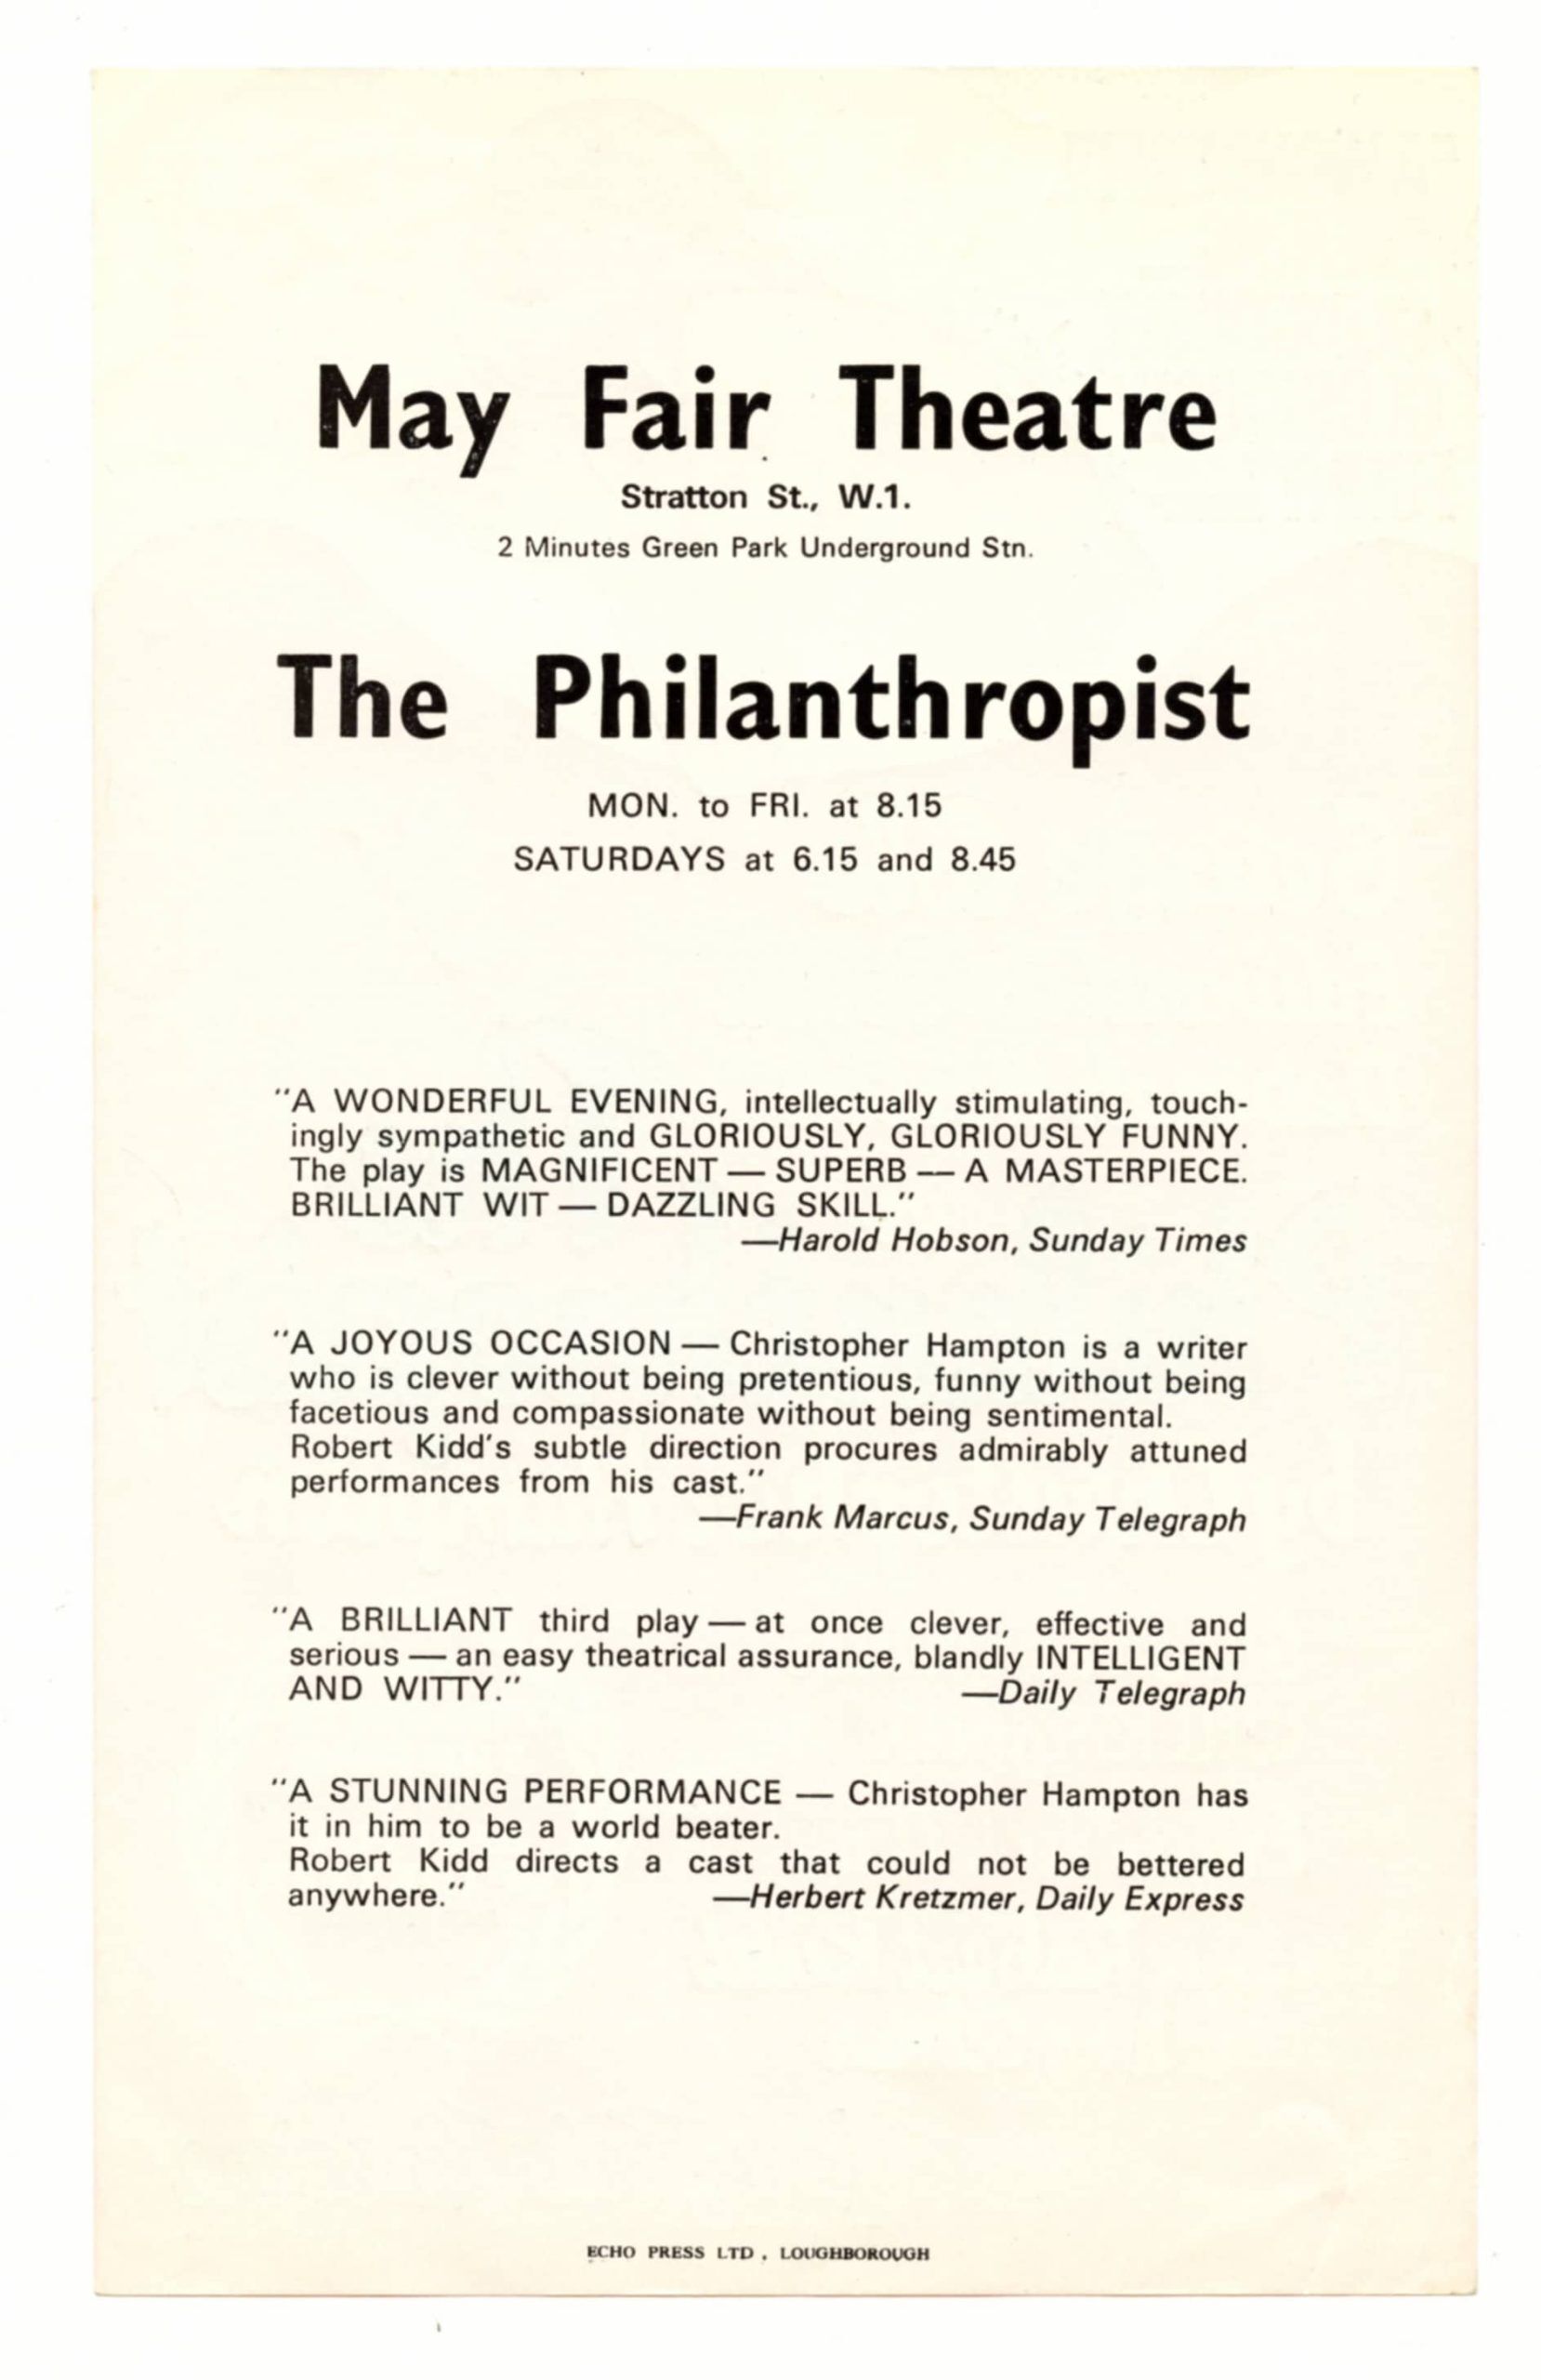 May Fair Theatre
Stratton St., W.1.
2 Minutes Green Park Underground Stn.
The Philanthropist
MON. to FRI. at 8.15
SATURDAYS at 6.15 and 8.45
"A WONDERFUL EVENING, intellectually stimulating, touch-
ingly sympathetic and GLORIOUSLY, GLORIOUSLY FUNNY.
The play is MAGNIFICENT — SUPERB — A MASTERPIECE.
BRILLIANT WIT — DAZZLING SKILL."
—Harold Hobson, Sunday Times
"A JOYOUS OCCASION — Christopher Hampton is a writer
who is clever without being pretentious, funny without being
facetious and compassionate without being sentimental.
Robert Kidd's subtle direction procures admirably attuned
performances from his cast."
—Frank Marcus, Sunday Telegraph
"A BRILLIANT third play — at once clever, effective and
serious — an easy theatrical assurance, blandly INTELLIGENT
AND WITTY." —Daily Telegraph
"A STUNNING PERFORMANCE — Christopher Hampton has
it in him to be a world beater.
Robert Kidd directs a cast that could not be bettered
anywhere." —Herbert Kretzmer, Daily Express
ECHO PRESS LTD . LOUGHBOROUGH